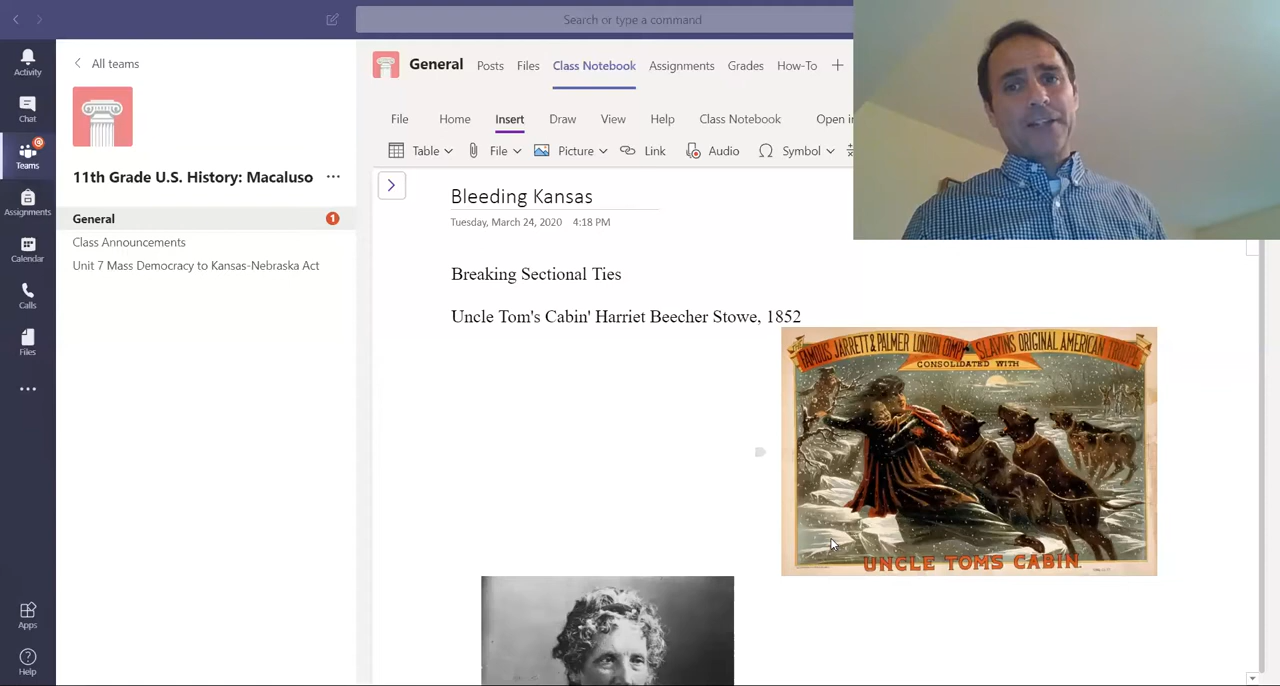 Search or type a command
Activity
Chat
Teams
Assignments
Calendar
Calls
Files
Apps
Help
All teams
11th Grade U.S. History: Macaluso
General
1
Class Announcements
Unit 7 Mass Democracy to Kansas-Nebraska Act
General Posts Files Class Notebook Assignments Grades How-To
File Home Insert Draw View Help Class Notebook Open in
Table File Picture Link Audio Symbol
Bleeding Kansas
Tuesday, March 24, 2020 4:18 PM
Breaking Sectional Ties
Uncle Tom's Cabin' Harriet Beecher Stowe, 1852
FAMOUS JARRETT & PALMER LONDON COMP'Y SLAVINS ORIGINAL AMERICAN TROUPE
CONSOLIDATED WITH
UNCLE TOMS CABIN.